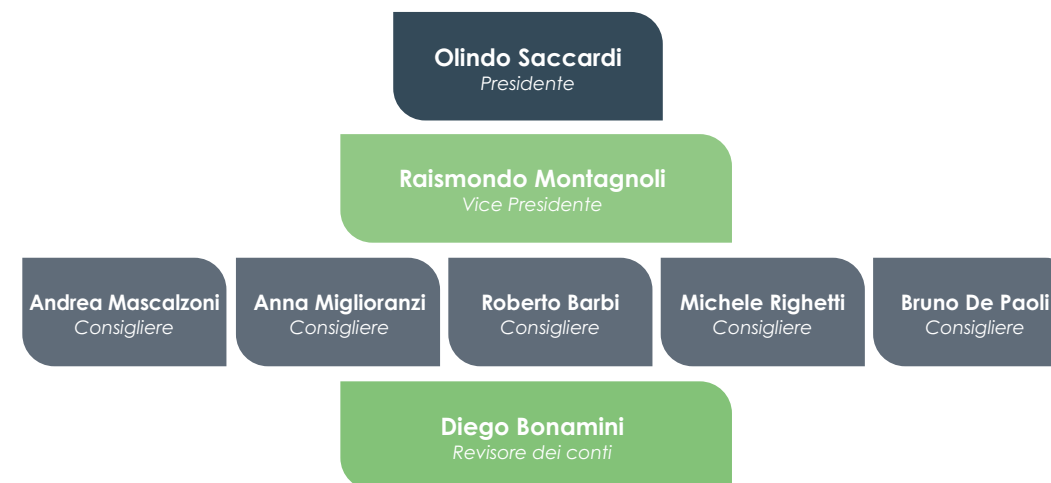 Olindo Saccardi
Presidente
Raismondo Montagnoli
Vice Presidente
Andrea Mascalzoni
Consigliere
Anna Miglioranzi
Consigliere
Roberto Barbi
Consigliere
Michele Righetti
Consigliere
Bruno De Paoli
Consigliere
Diego Bonamini
Revisore dei conti